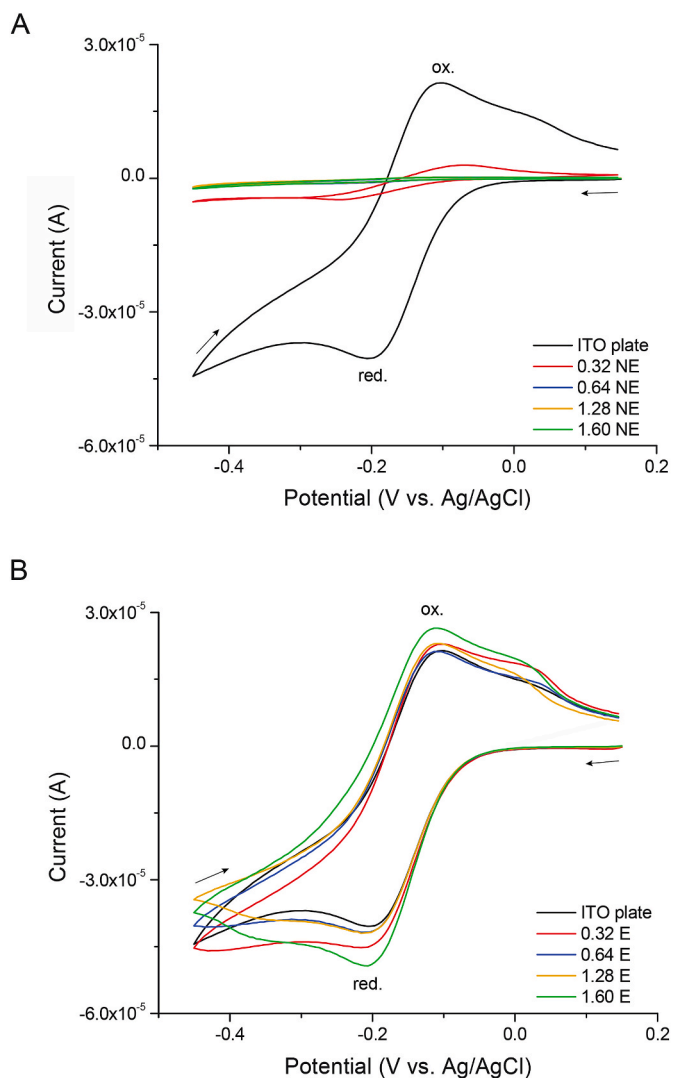 A
3.0x10⁻⁵
0.0
-3.0x10⁻⁵
-6.0x10⁻⁵
Current (A)
ox.
red.
ITO plate
0.32 NE
0.64 NE
1.28 NE
1.60 NE
-0.4
-0.2
0.0
0.2
Potential (V vs. Ag/AgCl)
B
3.0x10⁻⁵
0.0
-3.0x10⁻⁵
-6.0x10⁻⁵
Current (A)
ox.
red.
ITO plate
0.32 E
0.64 E
1.28 E
1.60 E
-0.4
-0.2
0.0
0.2
Potential (V vs. Ag/AgCl)